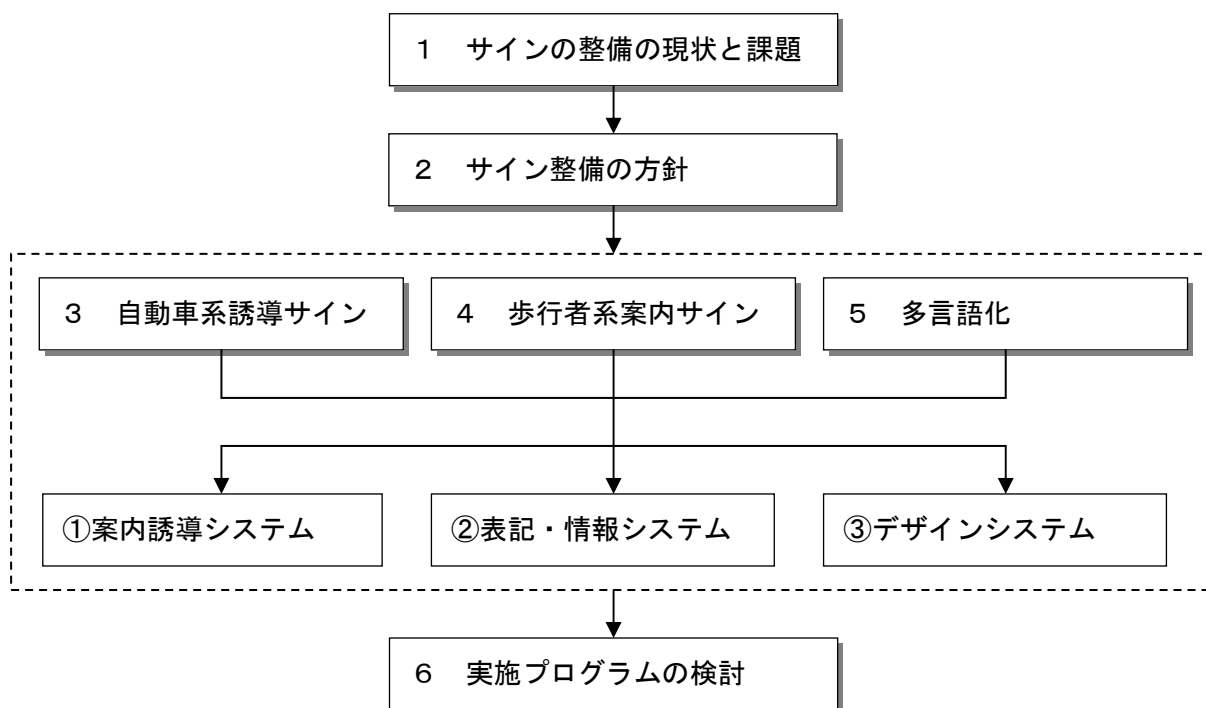 １　サインの整備の現状と課題
２　サイン整備の方針
３　自動車系誘導サイン
４　歩行者系案内サイン
５　多言語化
①案内誘導システム
②表記・情報システム
③デザインシステム
６　実施プログラムの検討